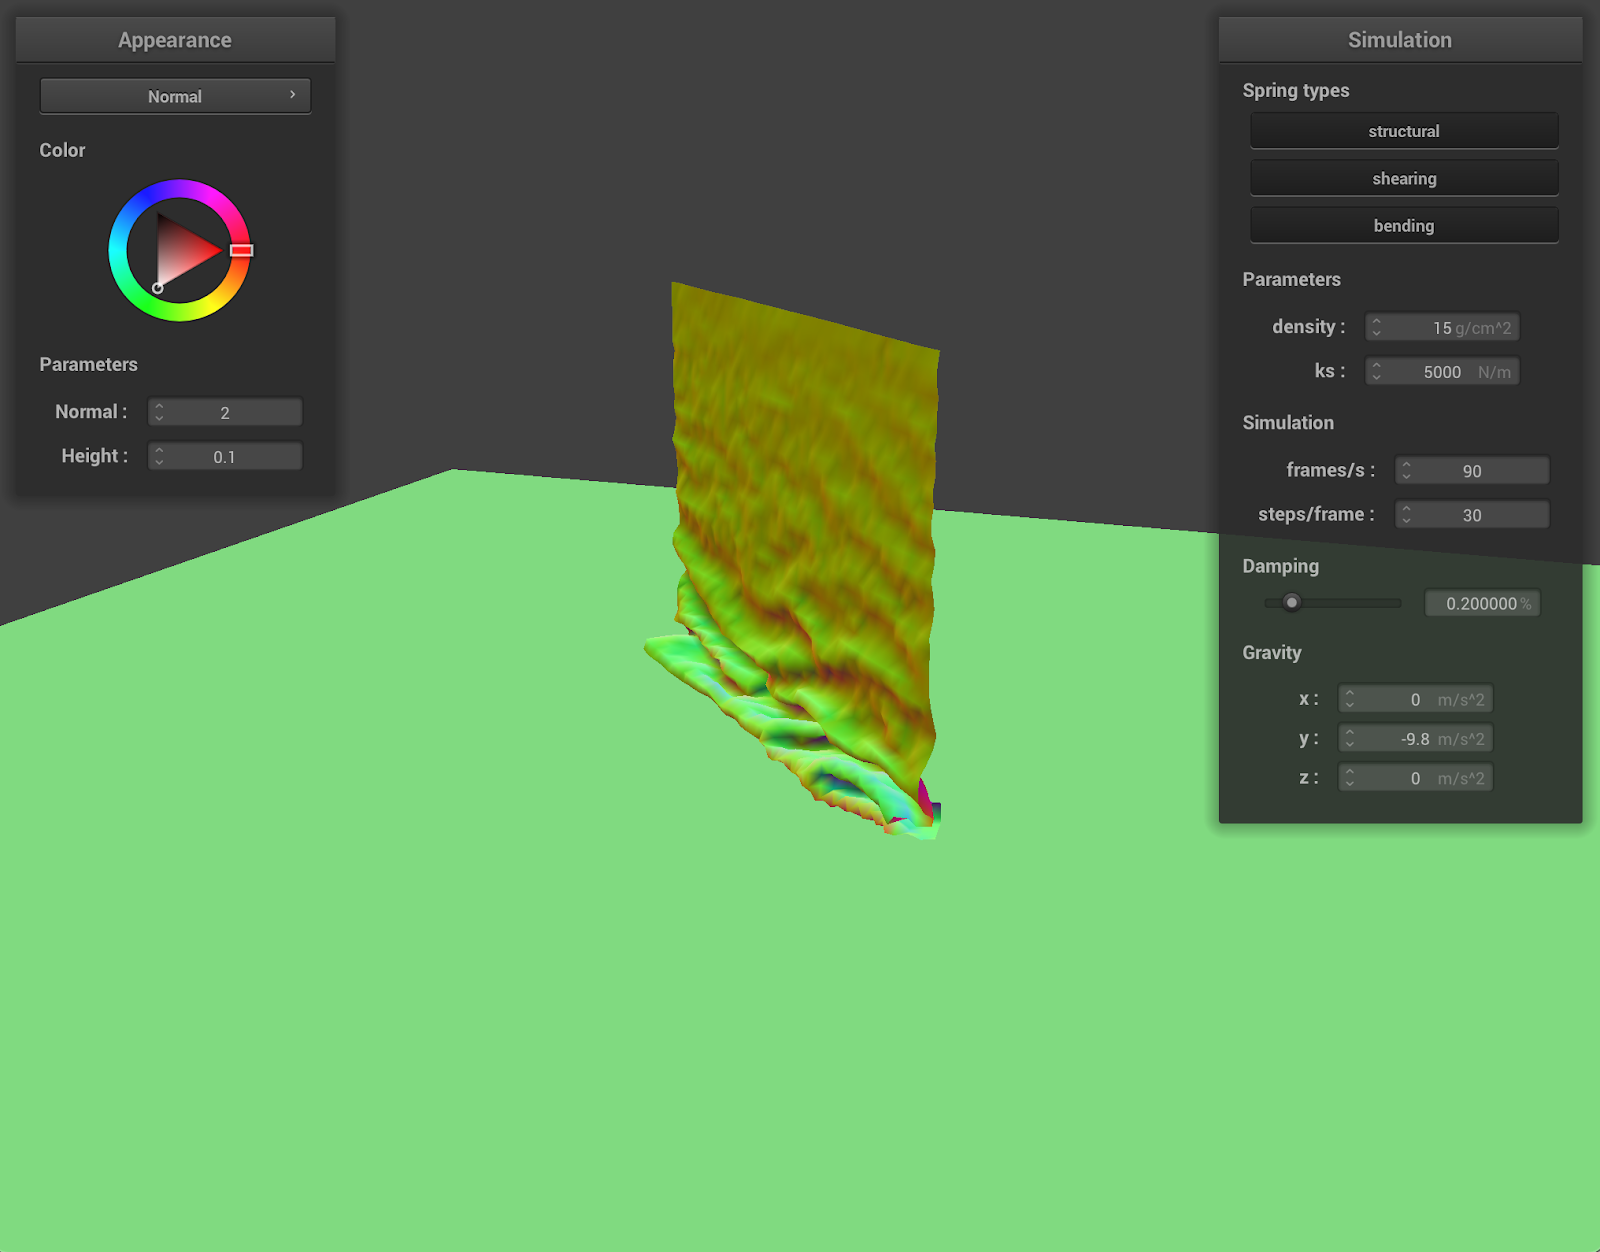 Appearance
Normal
Color
Parameters
Normal : 2
Height : 0.1
Simulation
Spring types
structural
shearing
bending
Parameters
density : 15 g/cm^2
ks : 5000 N/m
Simulation
frames/s : 90
steps/frame : 30
Damping
0.200000 %
Gravity
x : 0 m/s^2
y : -9.8 m/s^2
z : 0 m/s^2